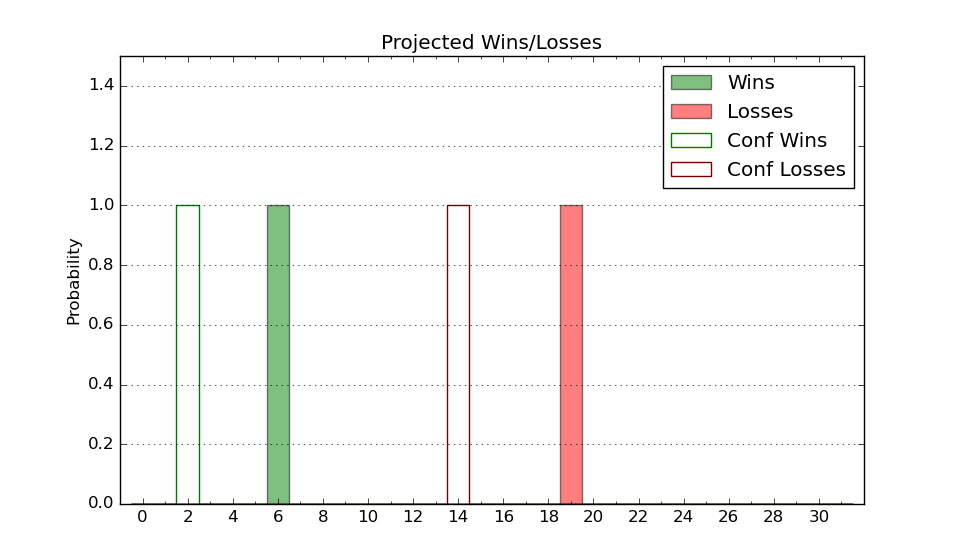 Projected Wins/Losses
Wins
Losses
Conf Wins
Conf Losses
Probability
1.4
1.2
1.0
0.8
0.6
0.4
0.2
0.0
0 2 4 6 8 10 12 14 16 18 20 22 24 26 28 30